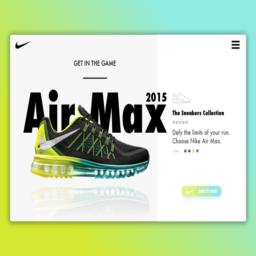 GET IN THE GAME
Air Max
2015
The Sneakers Collection
Defy the limits of your run.
Choose Nike Air Max.